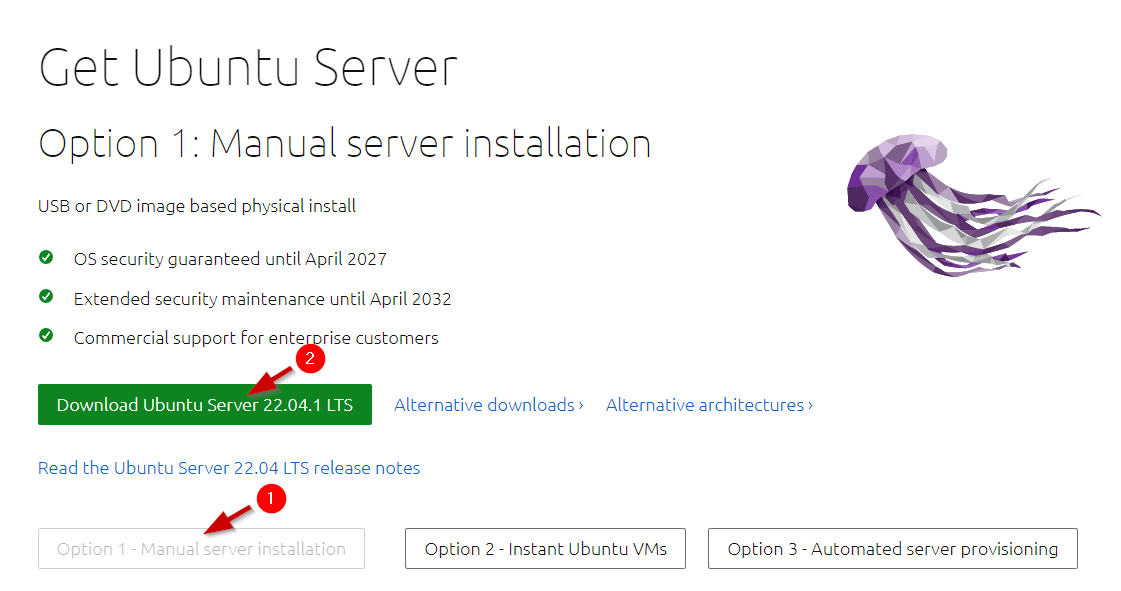 Get Ubuntu Server
Option 1: Manual server installation
USB or DVD image based physical install
OS security guaranteed until April 2027
Extended security maintenance until April 2032
Commercial support for enterprise customers
2
Download Ubuntu Server 22.04.1 LTS Alternative downloads › Alternative architectures ›
Read the Ubuntu Server 22.04 LTS release notes
1
Option 1 - Manual server installation Option 2 - Instant Ubuntu VMs Option 3 - Automated server provisioning